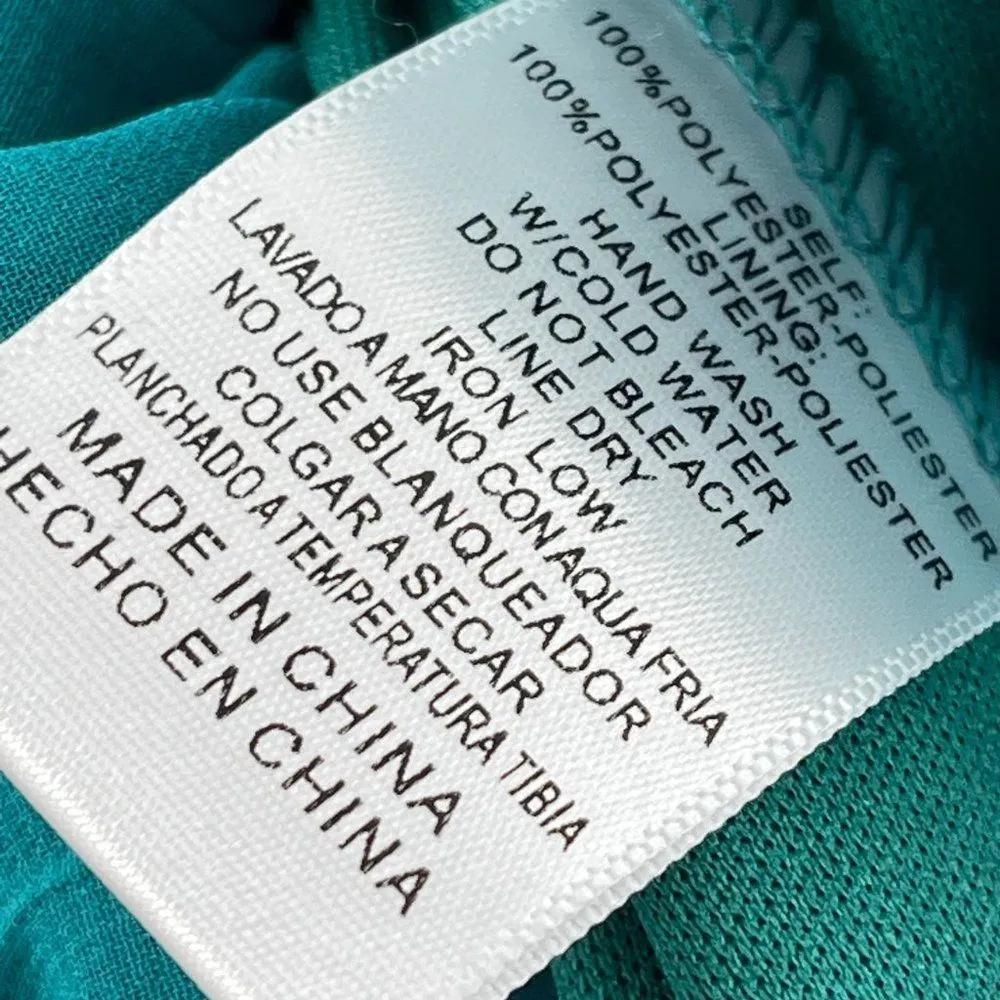 SELF:
100%POLYESTER-POLIESTER
LINING:
100%POLYESTER-POLIESTER
HAND WASH
W/COLD WATER
DO NOT BLEACH
LINE DRY
IRON LOW
LAVADO A MANO CON AQUA FRIA
NO USE BLANQUEADOR
COLGAR A SECAR
PLANCHADO A TEMPERATURA TIBIA
MADE IN CHINA
HECHO EN CHINA